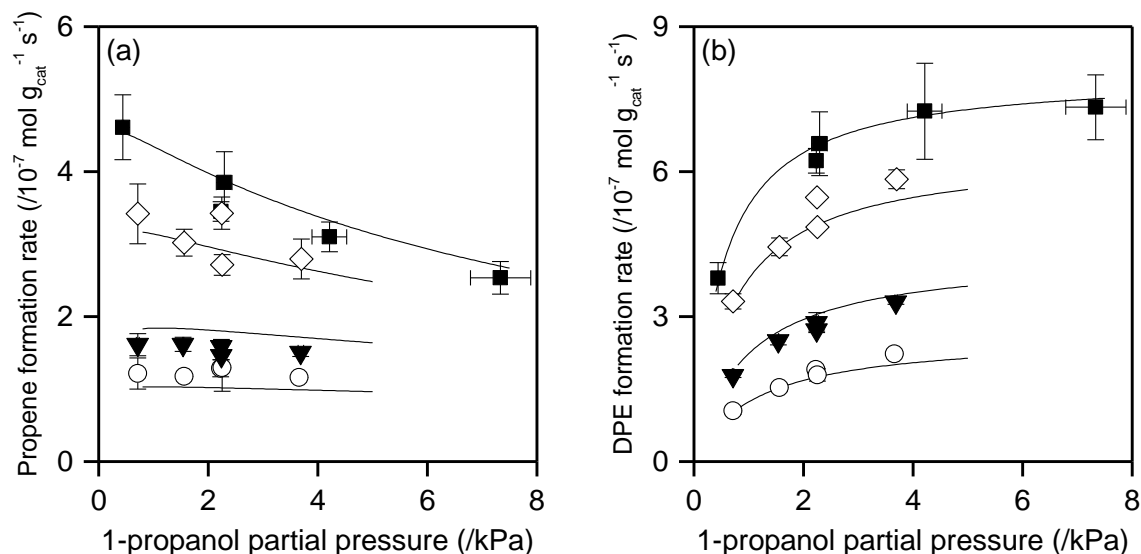 (a)
Propene formation rate (/10⁻⁷ mol g_cat⁻¹ s⁻¹)
6
4
2
0
0 2 4 6 8
1-propanol partial pressure (/kPa)
(b)
DPE formation rate (/10⁻⁷ mol g_cat⁻¹ s⁻¹)
9
6
3
0
0 2 4 6 8
1-propanol partial pressure (/kPa)